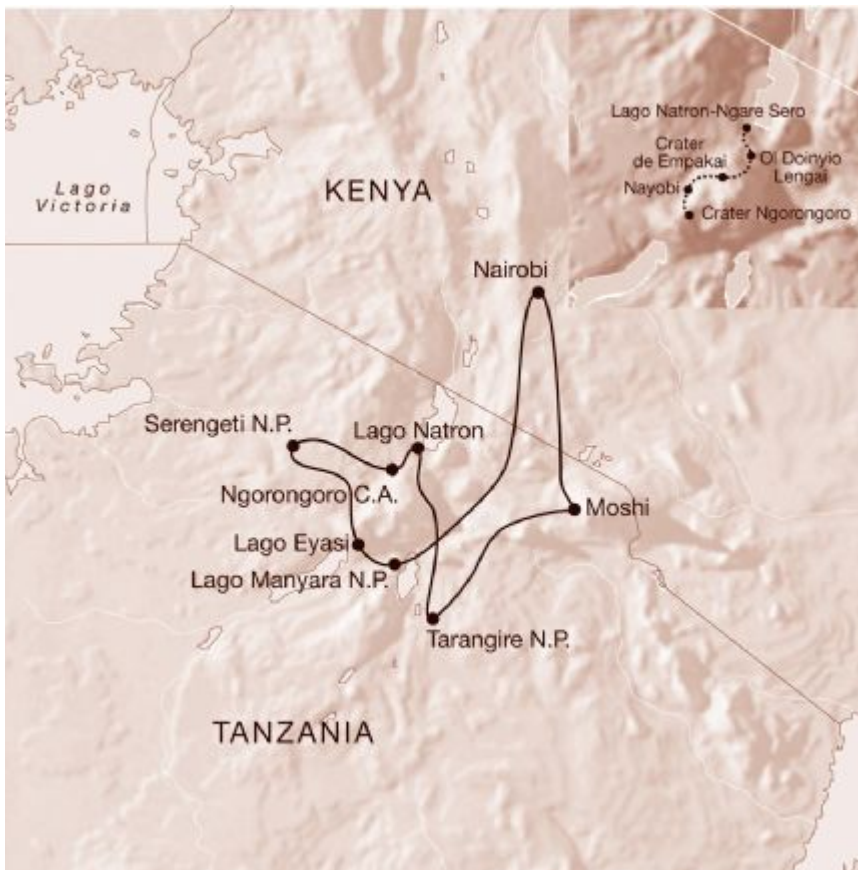 Lago Natron-Ngare Sero
Crater
de Empakai
Ol Doinyio
Lengai
Nayobi
Cráter Ngorongoro
Lago
Victoria
KENYA
Nairobi
Serengeti N.P.
Lago Natron
Ngorongoro C.A.
Moshi
Lago Eyasi
Lago Manyara N.P.
Tarangire N.P.
TANZANIA